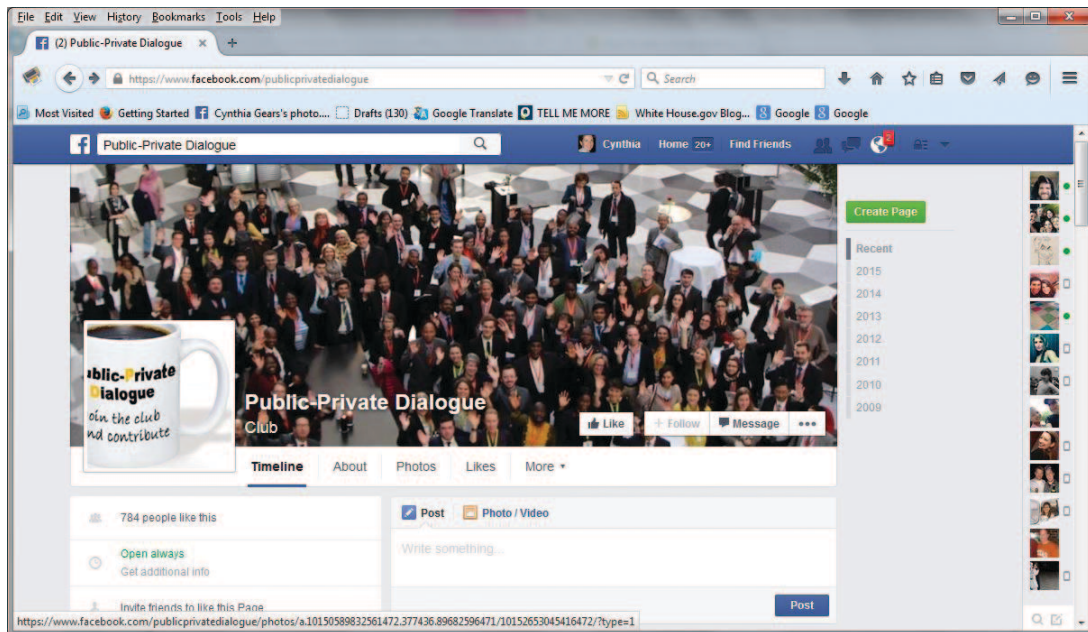 File Edit View History Bookmarks Tools Help
(2) Public-Private Dialogue × +
https://www.facebook.com/publicprivatedialogue Search
Most Visited Getting Started Cynthia Gears's photo.... Drafts (130) Google Translate TELL ME MORE White House.gov Blog... Google Google
Public-Private Dialogue Cynthia Home 20+ Find Friends 2
Create Page
Recent
2015
2014
2013
2012
2011
2010
2009
ublic-Private
Dialogue
oin the club
nd contribute
Public-Private Dialogue
Club
Like + Follow Message
Timeline About Photos Likes More
784 people like this
Open always
Get additional info
Invite friends to like this Page
Post Photo / Video
Write something...
Post
https://www.facebook.com/publicprivatedialogue/photos/a.10150589832561472.377436.89682596471/10152653045416472/?type=1